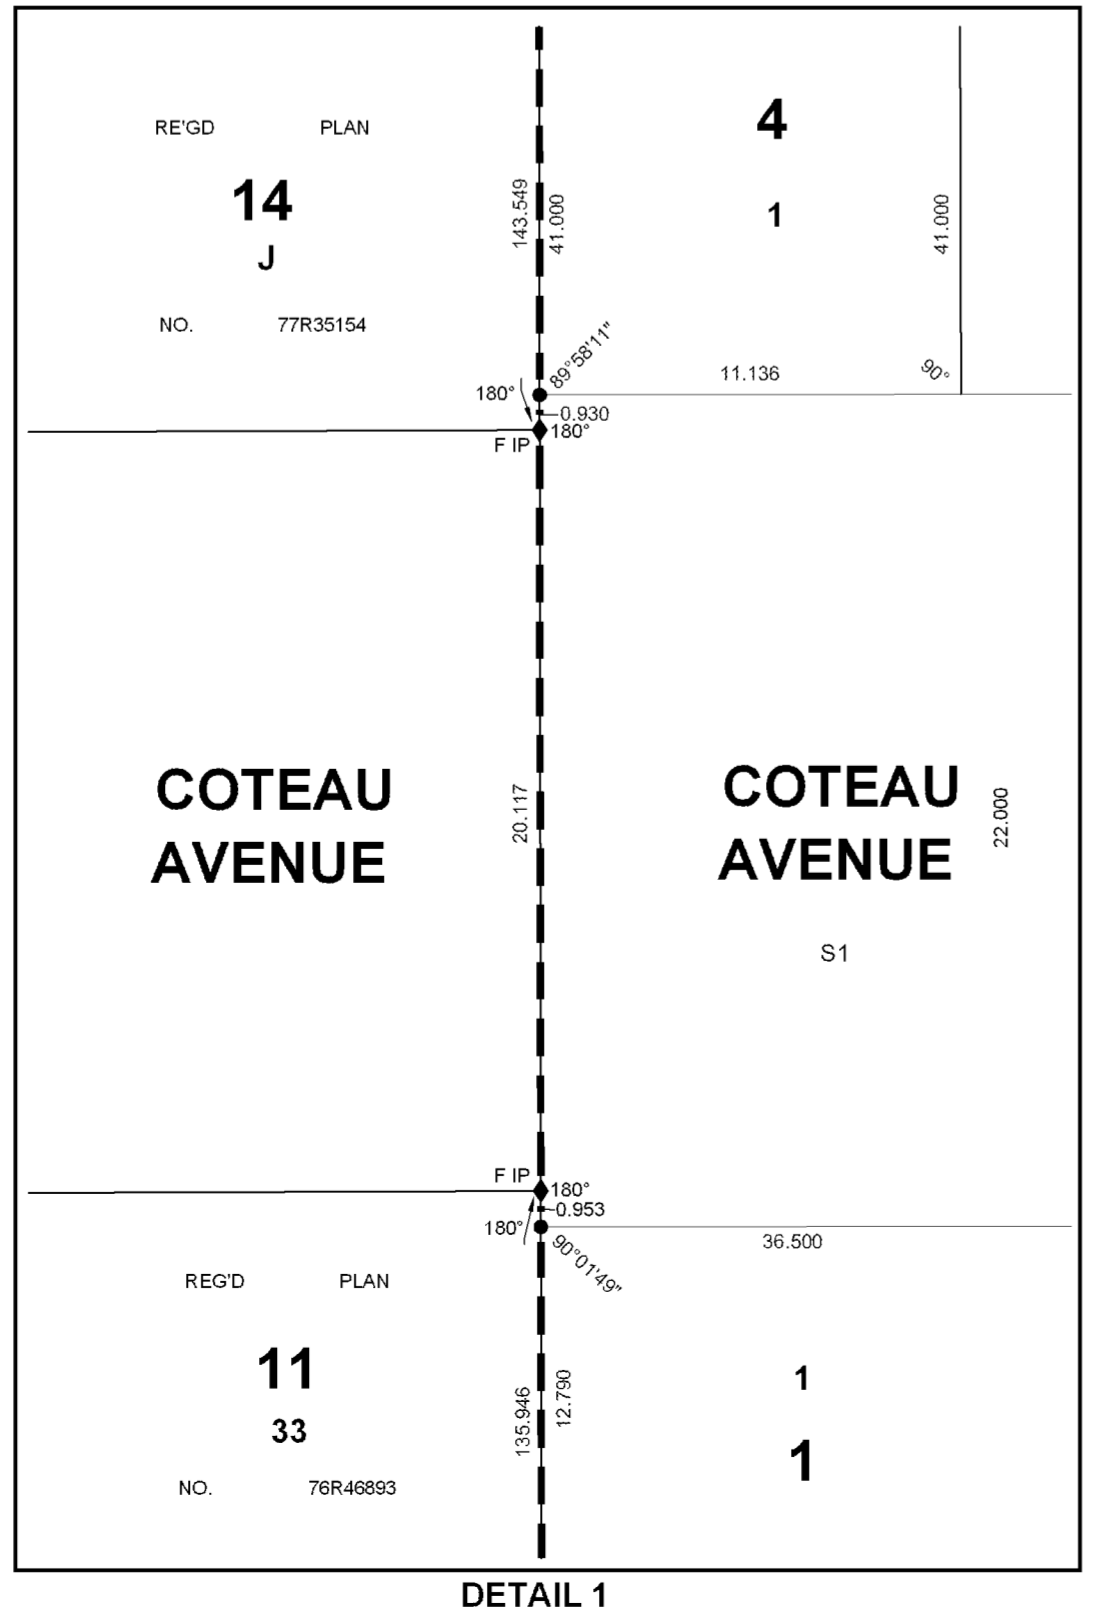 RE'GD PLAN
14
J
NO. 77R35154
143.549
41.000
4
1
41.000
89°58'11"
11.136
90°
180°
0.930
180°
F IP
COTEAU
AVENUE
20.117
COTEAU
AVENUE
22.000
S1
F IP
180°
0.953
180°
90°01'49"
36.500
REG'D PLAN
11
33
NO. 76R46893
135.946
12.790
1
1
DETAIL 1